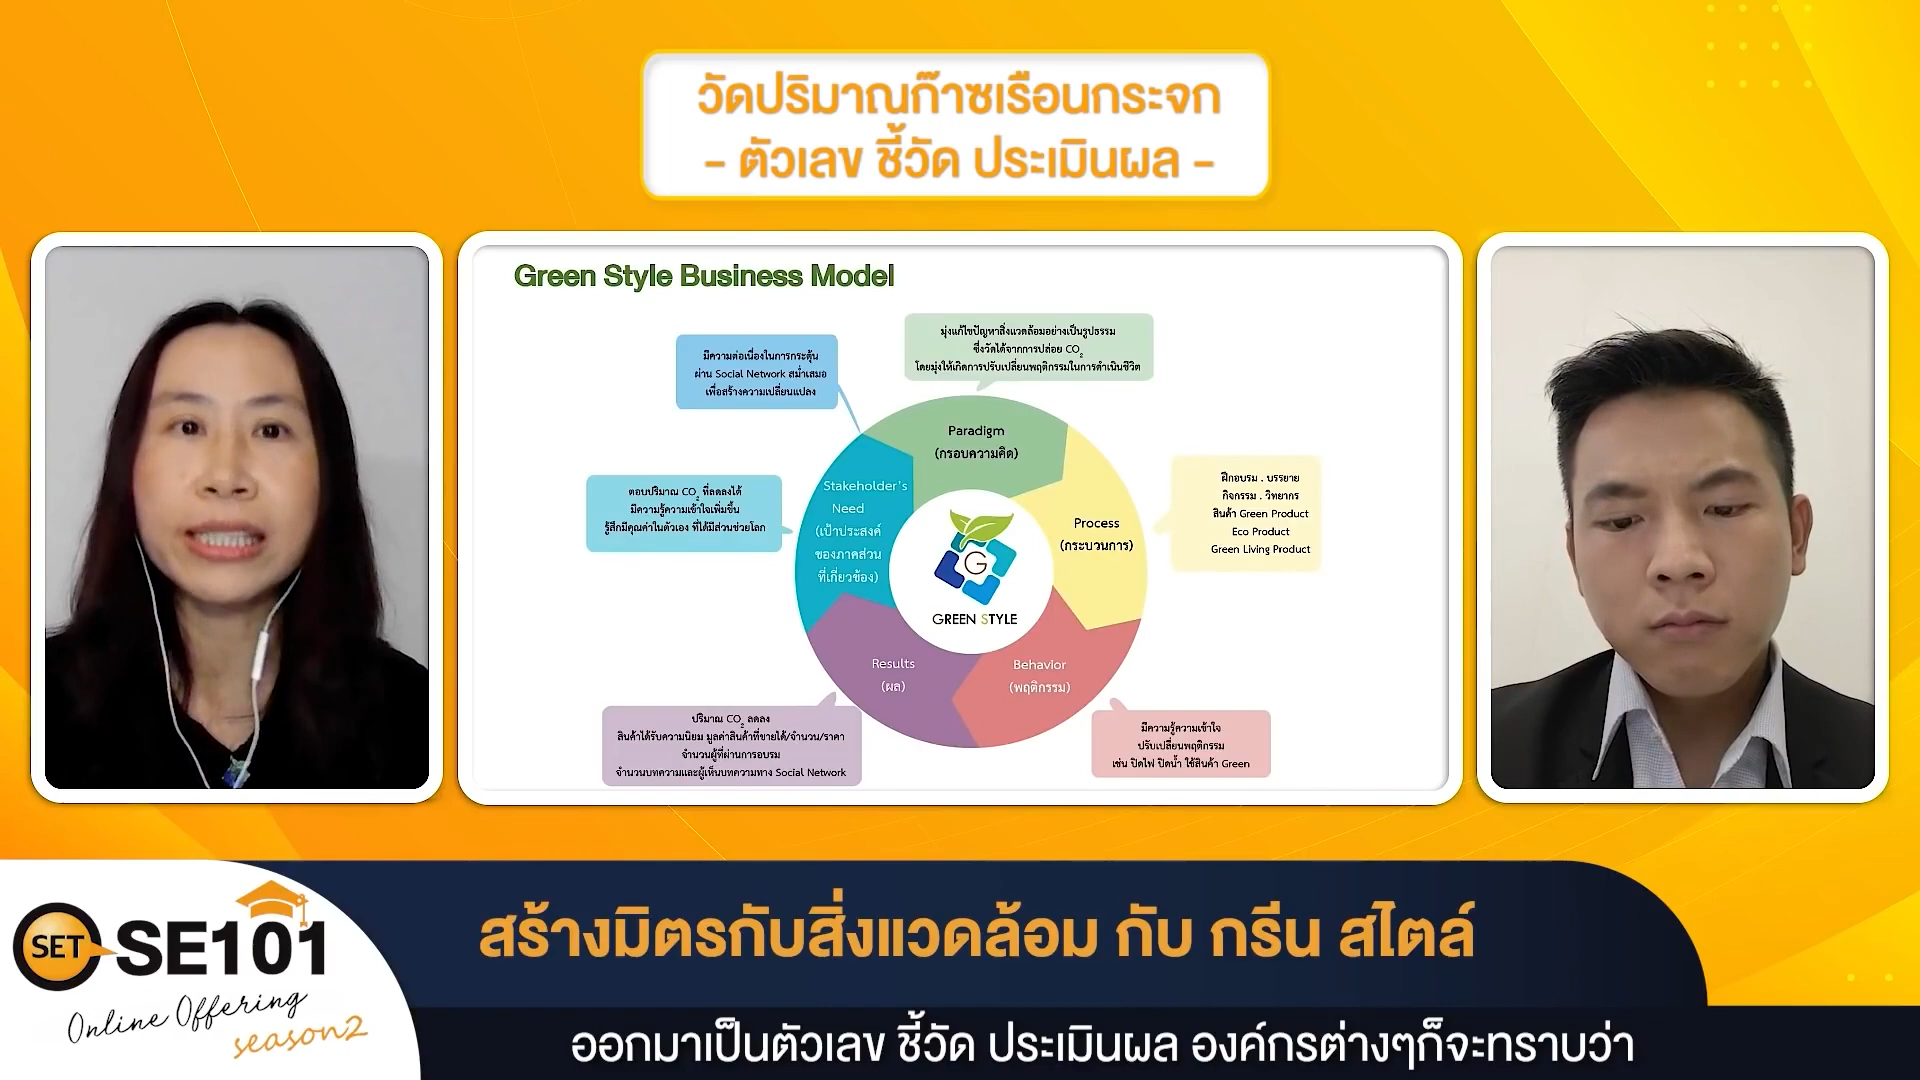 วัดปริมาณก๊าซเรือนกระจก
- ตัวเลข ชี้วัด ประเมินผล -
Green Style Business Model
มุ่งแก้ไขปัญหาสิ่งแวดล้อมอย่างเป็นรูปธรรม
ซึ่งวัดได้จากการปล่อย CO₂
โดยมุ่งให้เกิดการปรับเปลี่ยนพฤติกรรมในการดำเนินชีวิต
มีความต่อเนื่องในการกระตุ้น
ผ่าน Social Network สม่ำเสมอ
เพื่อสร้างความเปลี่ยนแปลง
Paradigm
(กรอบความคิด)
ตอบปริมาณ CO₂ ที่ลดลงได้
มีความรู้ความเข้าใจเพิ่มขึ้น
รู้สึกมีคุณค่าในตัวเอง ที่ได้มีส่วนช่วยโลก
Stakeholder's
Need
(เป้าประสงค์
ของภาคส่วน
ที่เกี่ยวข้อง)
Process
(กระบวนการ)
ฝึกอบรม . บรรยาย
กิจกรรม . วิทยากร
สินค้า Green Product
Eco Product
Green Living Product
G
GREEN STYLE
Results
(ผล)
Behavior
(พฤติกรรม)
ปริมาณ CO₂ ลดลง
สินค้าได้รับความนิยม มูลค่าสินค้าที่ขายได้/จำนวน/ราคา
จำนวนผู้ที่ผ่านการอบรม
จำนวนบทความและผู้เห็นบทความทาง Social Network
มีความรู้ความเข้าใจ
ปรับเปลี่ยนพฤติกรรม
เช่น ปิดไฟ ปิดน้ำ ใช้สินค้า Green
SET SE101
Online Offering
season2
สร้างมิตรกับสิ่งแวดล้อม กับ กรีน สไตล์
ออกมาเป็นตัวเลข ชี้วัด ประเมินผล องค์กรต่างๆก็จะทราบว่า